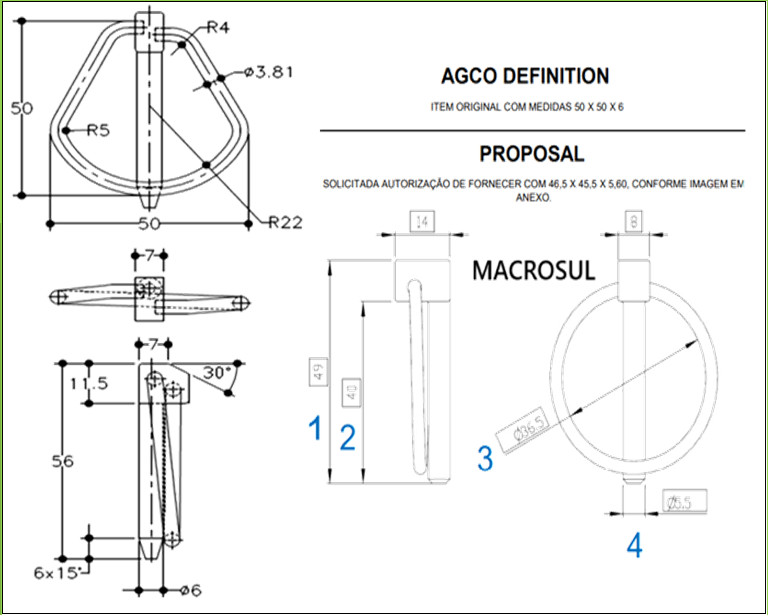 R4
Ø3.81
50
R5
50
R22
7
7
30°
11.5
56
6x15°
Ø6
AGCO DEFINITION
ITEM ORIGINAL COM MEDIDAS 50 X 50 X 6
PROPOSAL
SOLICITADA AUTORIZAÇÃO DE FORNECER COM 46,5 X 45,5 X 5,60, CONFORME IMAGEM EM
ANEXO.
14
8
MACROSUL
49
40
1
2
Ø36.5
3
Ø5.5
4